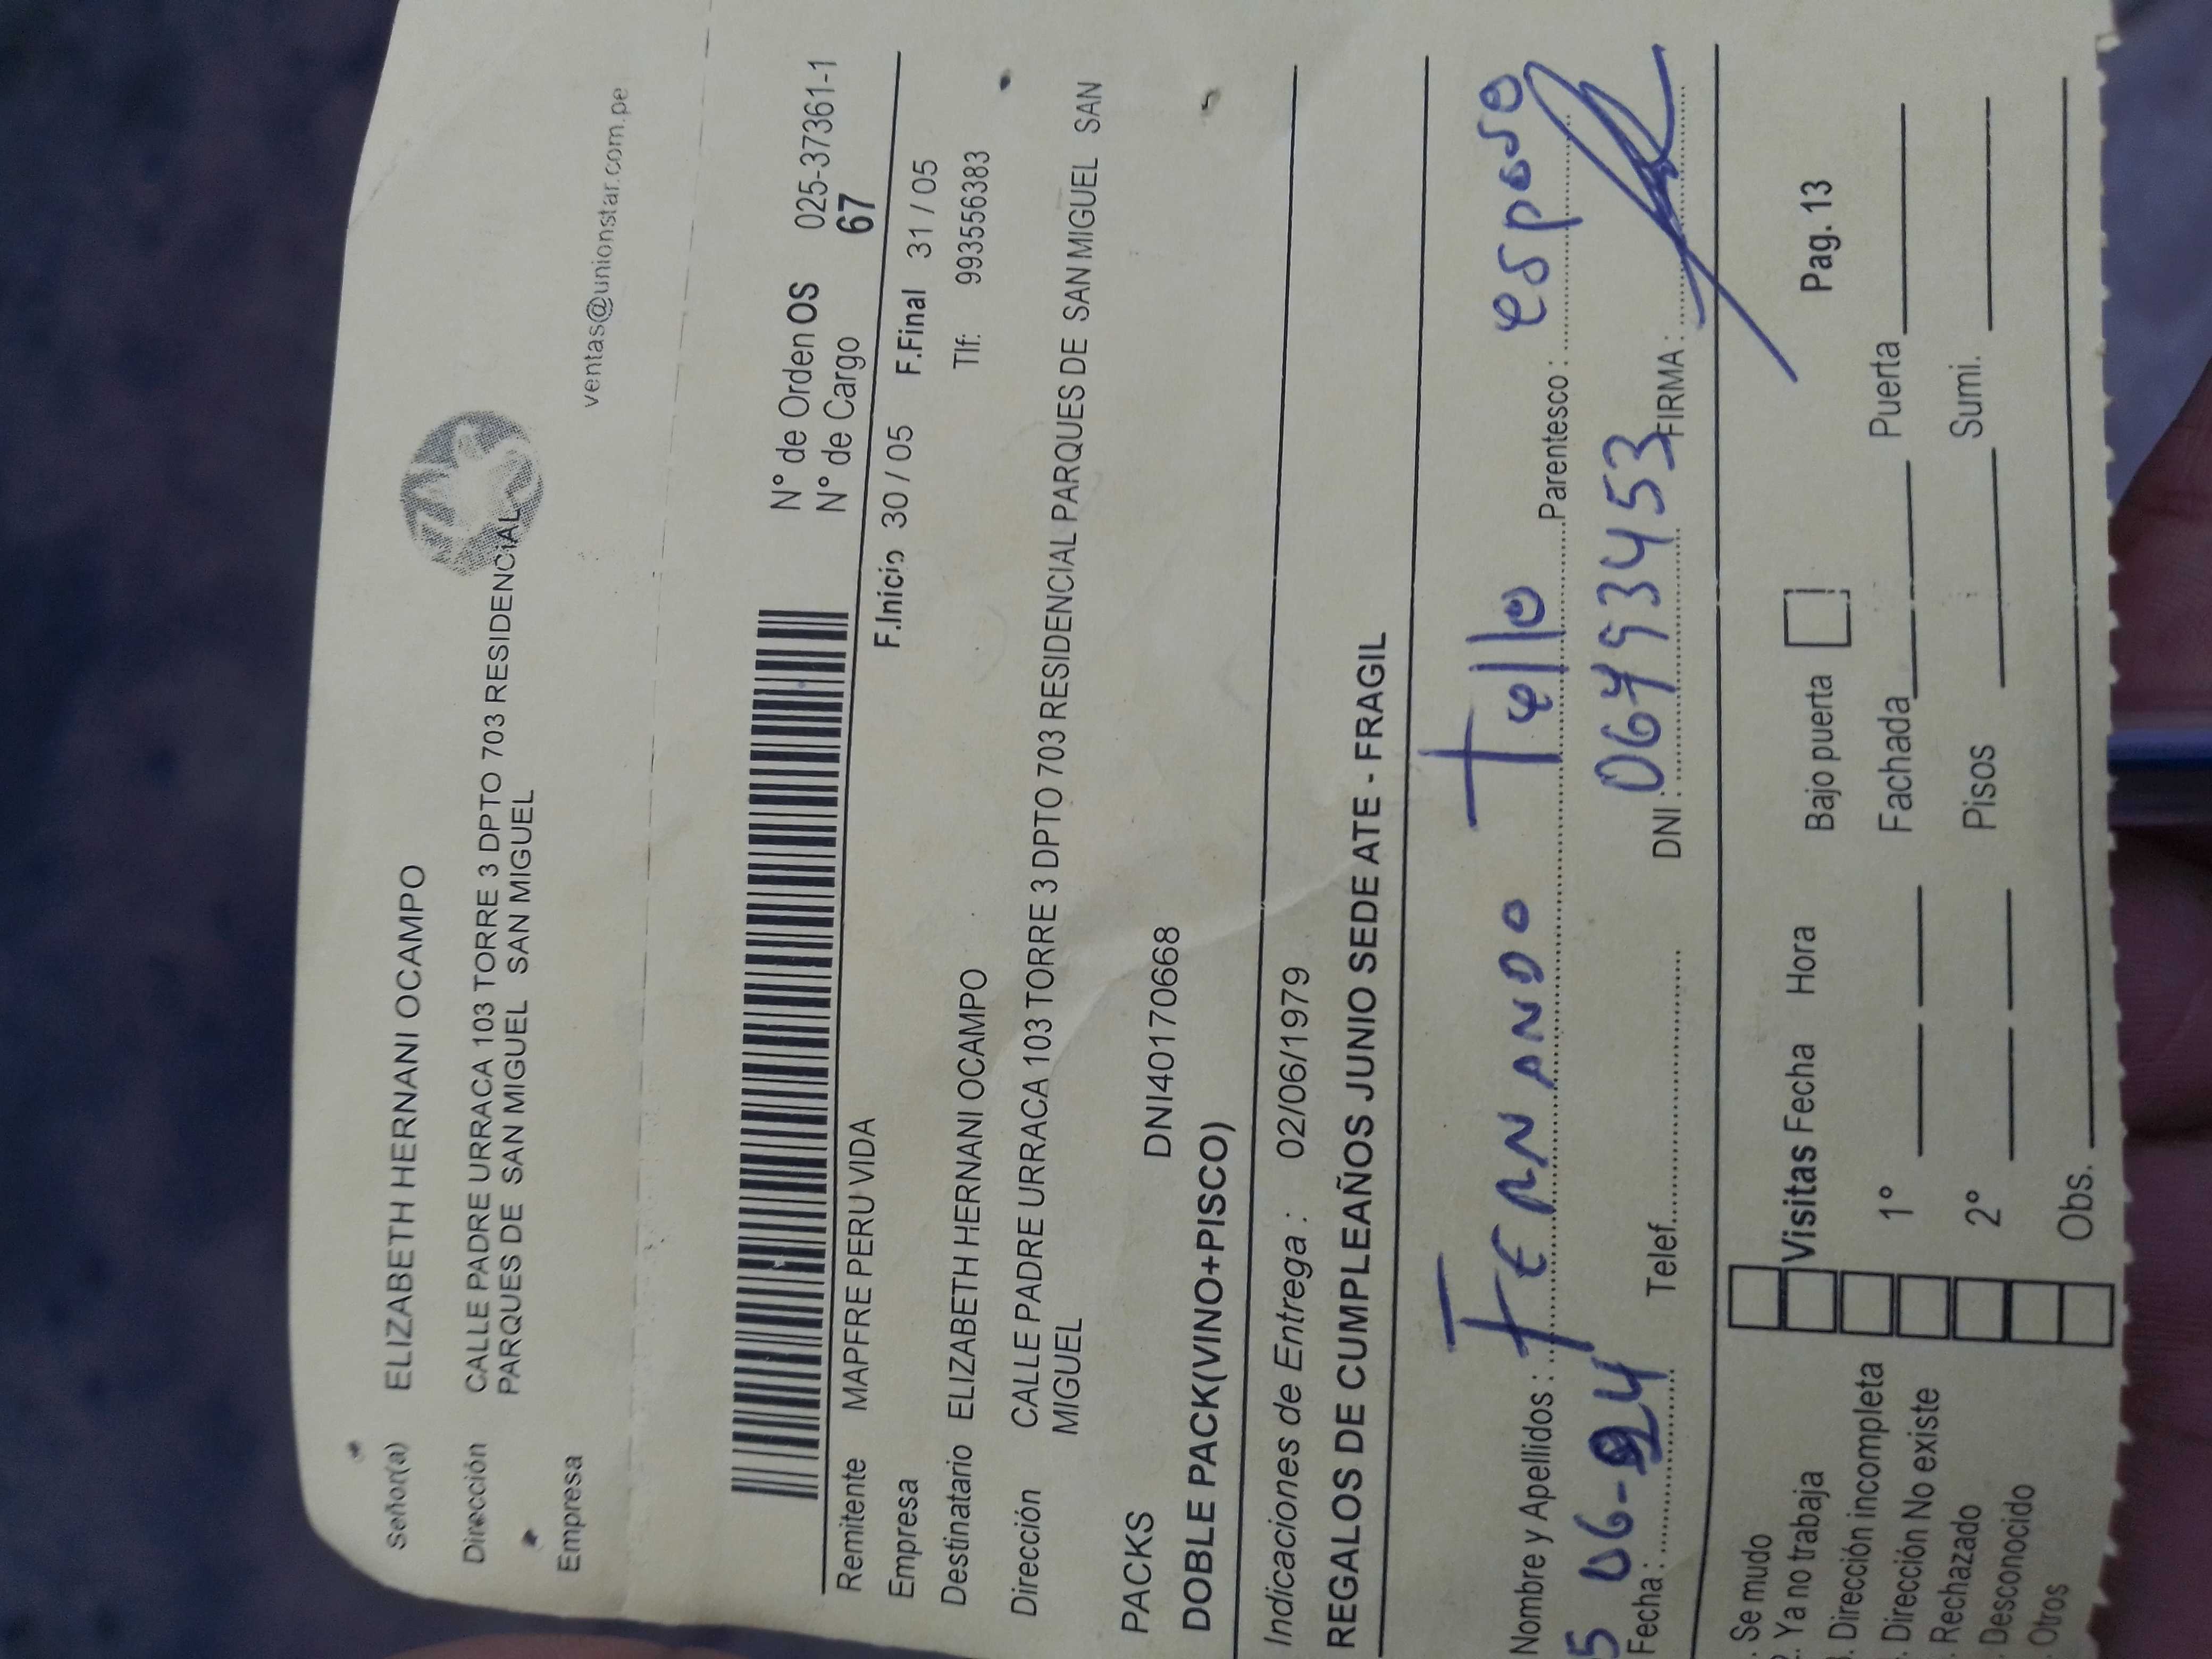 Señor(a) ELIZABETH HERNANI OCAMPO
Dirección CALLE PADRE URRACA 103 TORRE 3 DPTO 703 RESIDENCIAL
PARQUES DE SAN MIGUEL SAN MIGUEL
Empresa
ventas@unionstar.com.pe
N° de Orden OS 025-37361-1
N° de Cargo 67
Remitente MAPFRE PERU VIDA
F.Inicio 30 / 05 F.Final 31 / 05
Empresa
Tlf: 993556383
Destinatario ELIZABETH HERNANI OCAMPO
Dirección CALLE PADRE URRACA 103 TORRE 3 DPTO 703 RESIDENCIAL PARQUES DE SAN MIGUEL SAN
MIGUEL
PACKS
DNI40170668
DOBLE PACK(VINO+PISCO)
Indicaciones de Entrega : 02/06/1979
REGALOS DE CUMPLEAÑOS JUNIO SEDE ATE - FRAGIL
Nombre y Apellidos : FERNANDO Tello Parentesco : esposo
Fecha : 5 06-24 Telef. DNI : 06493453 FIRMA :
. Se mudo
2. Ya no trabaja Visitas Fecha Hora Bajo puerta Pag. 13
3. Dirección incompleta 1° Fachada Puerta
. Dirección No existe
. Rechazado 2° Pisos Sumi.
. Desconocido
. Otros Obs.